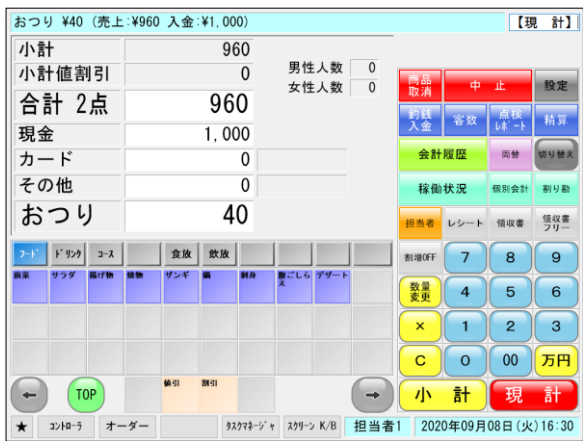 おつり ¥40 (売上:¥960 入金:¥1,000) 【現 計】
小計 960
小計値割引 0
男性人数 0
女性人数 0
合計 2点 960
現金 1,000
カード 0
その他 0
おつり 40
商品取消 中 止 設定
釣銭入金 客数 点検レポート 精算
会計履歴 両替 切り替え
稼働状況 個別会計 割り勘
担当者 レシート 領収書 領収書フリー
フード ドリンク コース 食放 飲放
サラダ 揚げ物 焼物 ザンギ 鍋 刺身 腹ごしらえ デザート
割増OFF 7 8 9
数量変更 4 5 6
× 1 2 3
C 0 00 万円
← TOP 値引 割引 →
小 計 現 計
★ コントローラ オーダー タスクマネージャ スクリーン K/B 担当者1 2020年09月08日(火)16:30